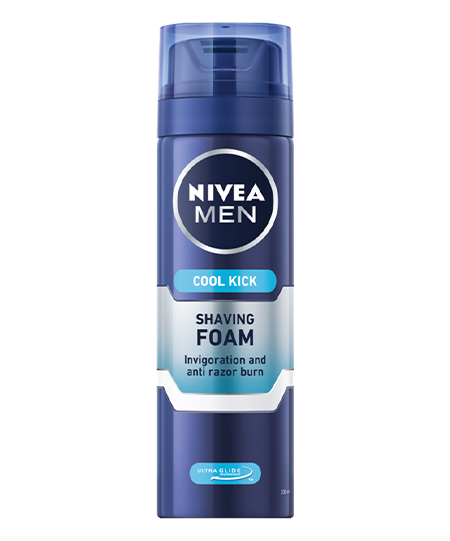 NIVEA
MEN
COOL KICK
SHAVING
FOAM
Invigoration and
anti razor burn
ULTRA GLIDE